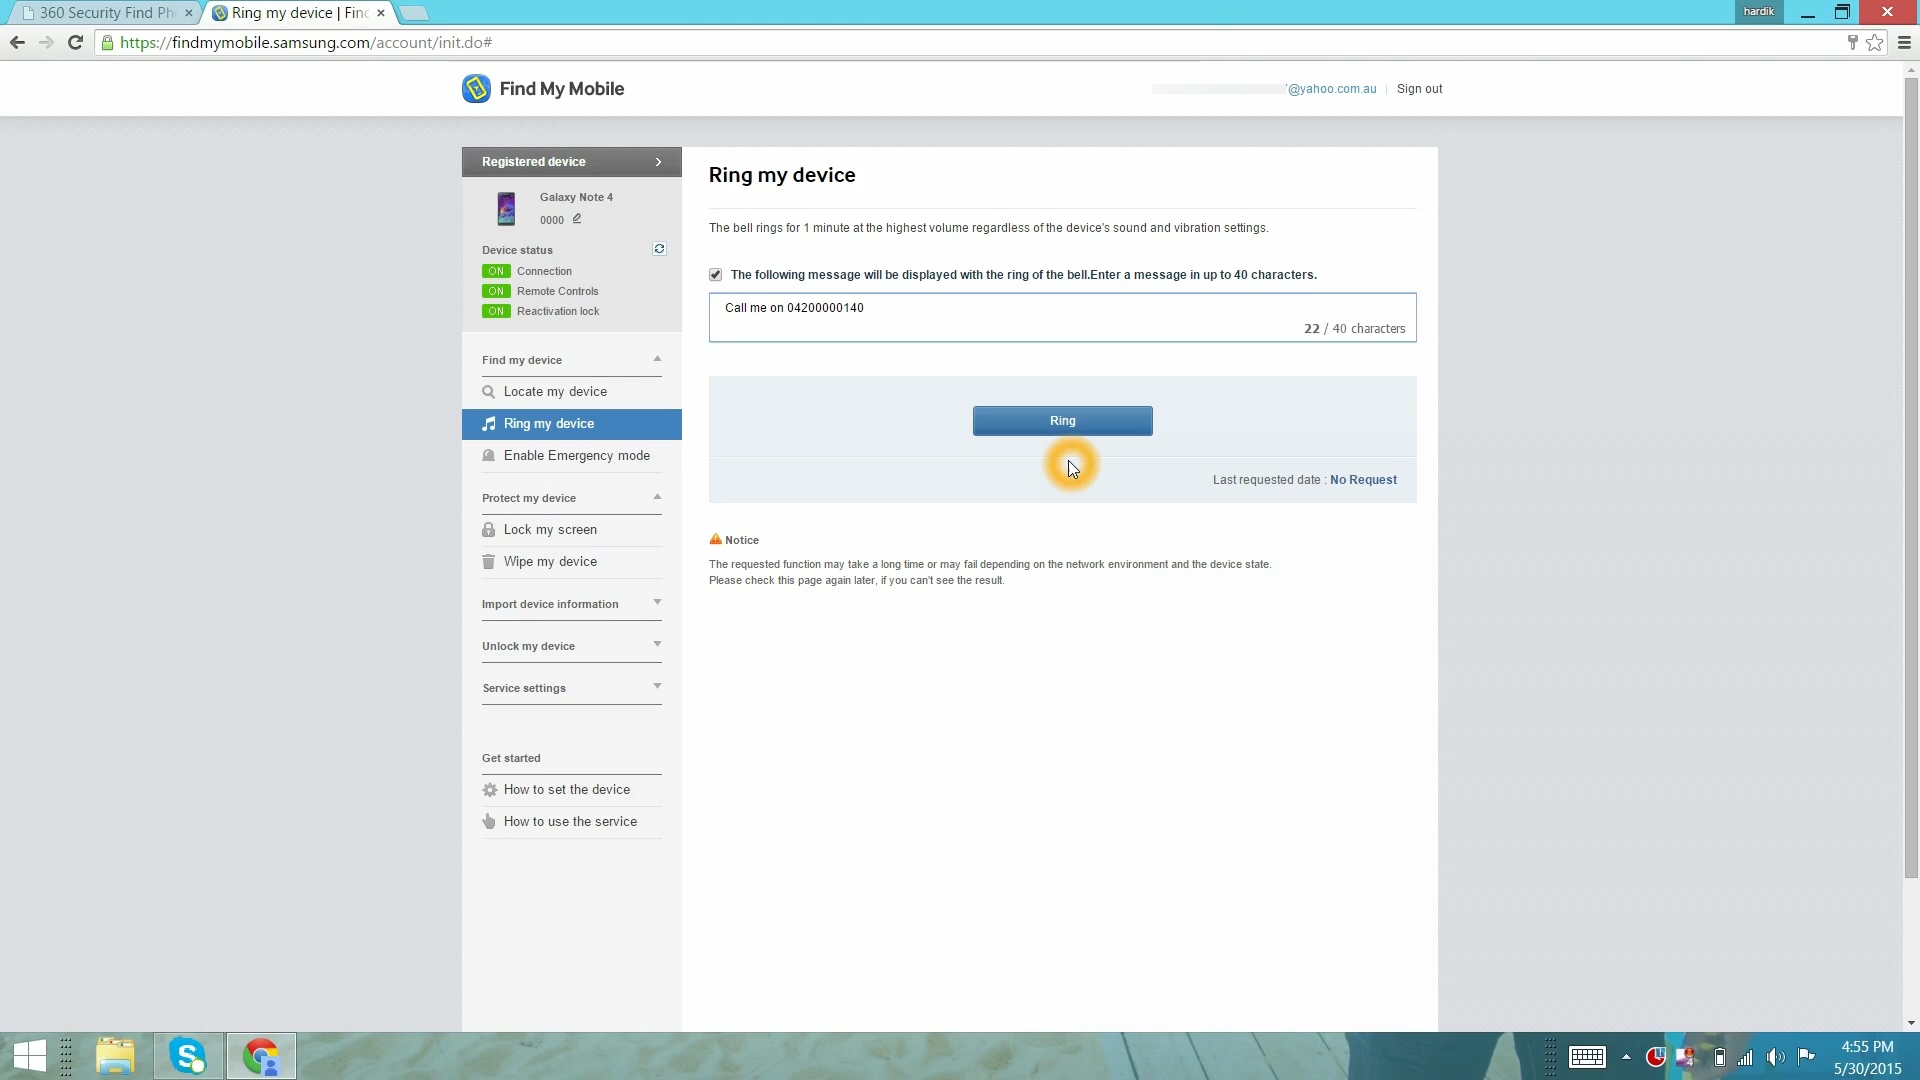 360 Security Find Ph
Ring my device | Finc
hardik
https://findmymobile.samsung.com/account/init.do#
Find My Mobile
@yahoo.com.au
Sign out
Registered device
Galaxy Note 4
0000
Device status
ON Connection
ON Remote Controls
ON Reactivation lock
Find my device
Locate my device
Ring my device
Enable Emergency mode
Protect my device
Lock my screen
Wipe my device
Import device information
Unlock my device
Service settings
Get started
How to set the device
How to use the service
Ring my device
The bell rings for 1 minute at the highest volume regardless of the device's sound and vibration settings.
The following message will be displayed with the ring of the bell.Enter a message in up to 40 characters.
Call me on 04200000140
22 / 40 characters
Ring
Last requested date : No Request
Notice
The requested function may take a long time or may fail depending on the network environment and the device state.
Please check this page again later, if you can't see the result.
4:55 PM
5/30/2015